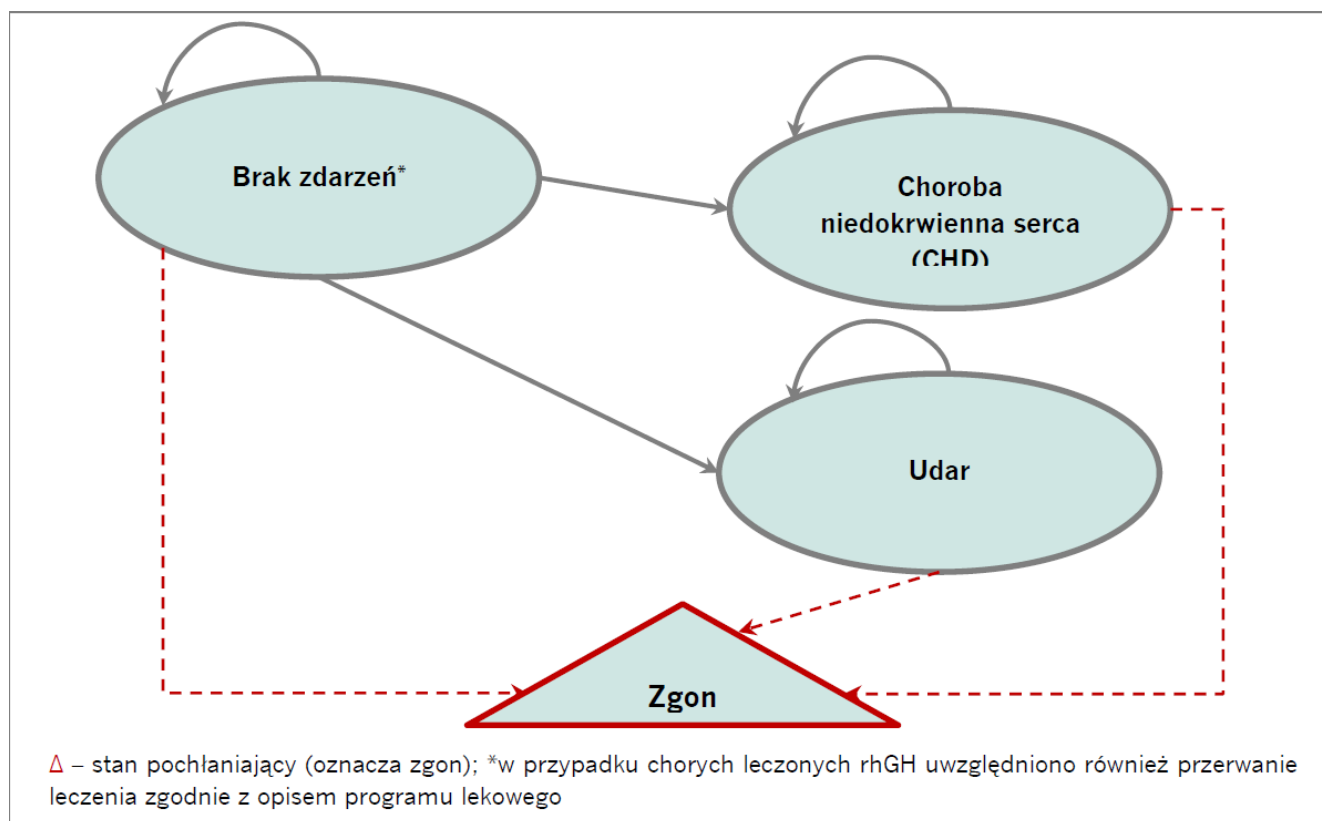 Brak zdarzeń*
Choroba
niedokrwienna serca
(CHD)
Udar
Zgon
Δ – stan pochłaniający (oznacza zgon); *w przypadku chorych leczonych rhGH uwzględniono również przerwanie
leczenia zgodnie z opisem programu lekowego